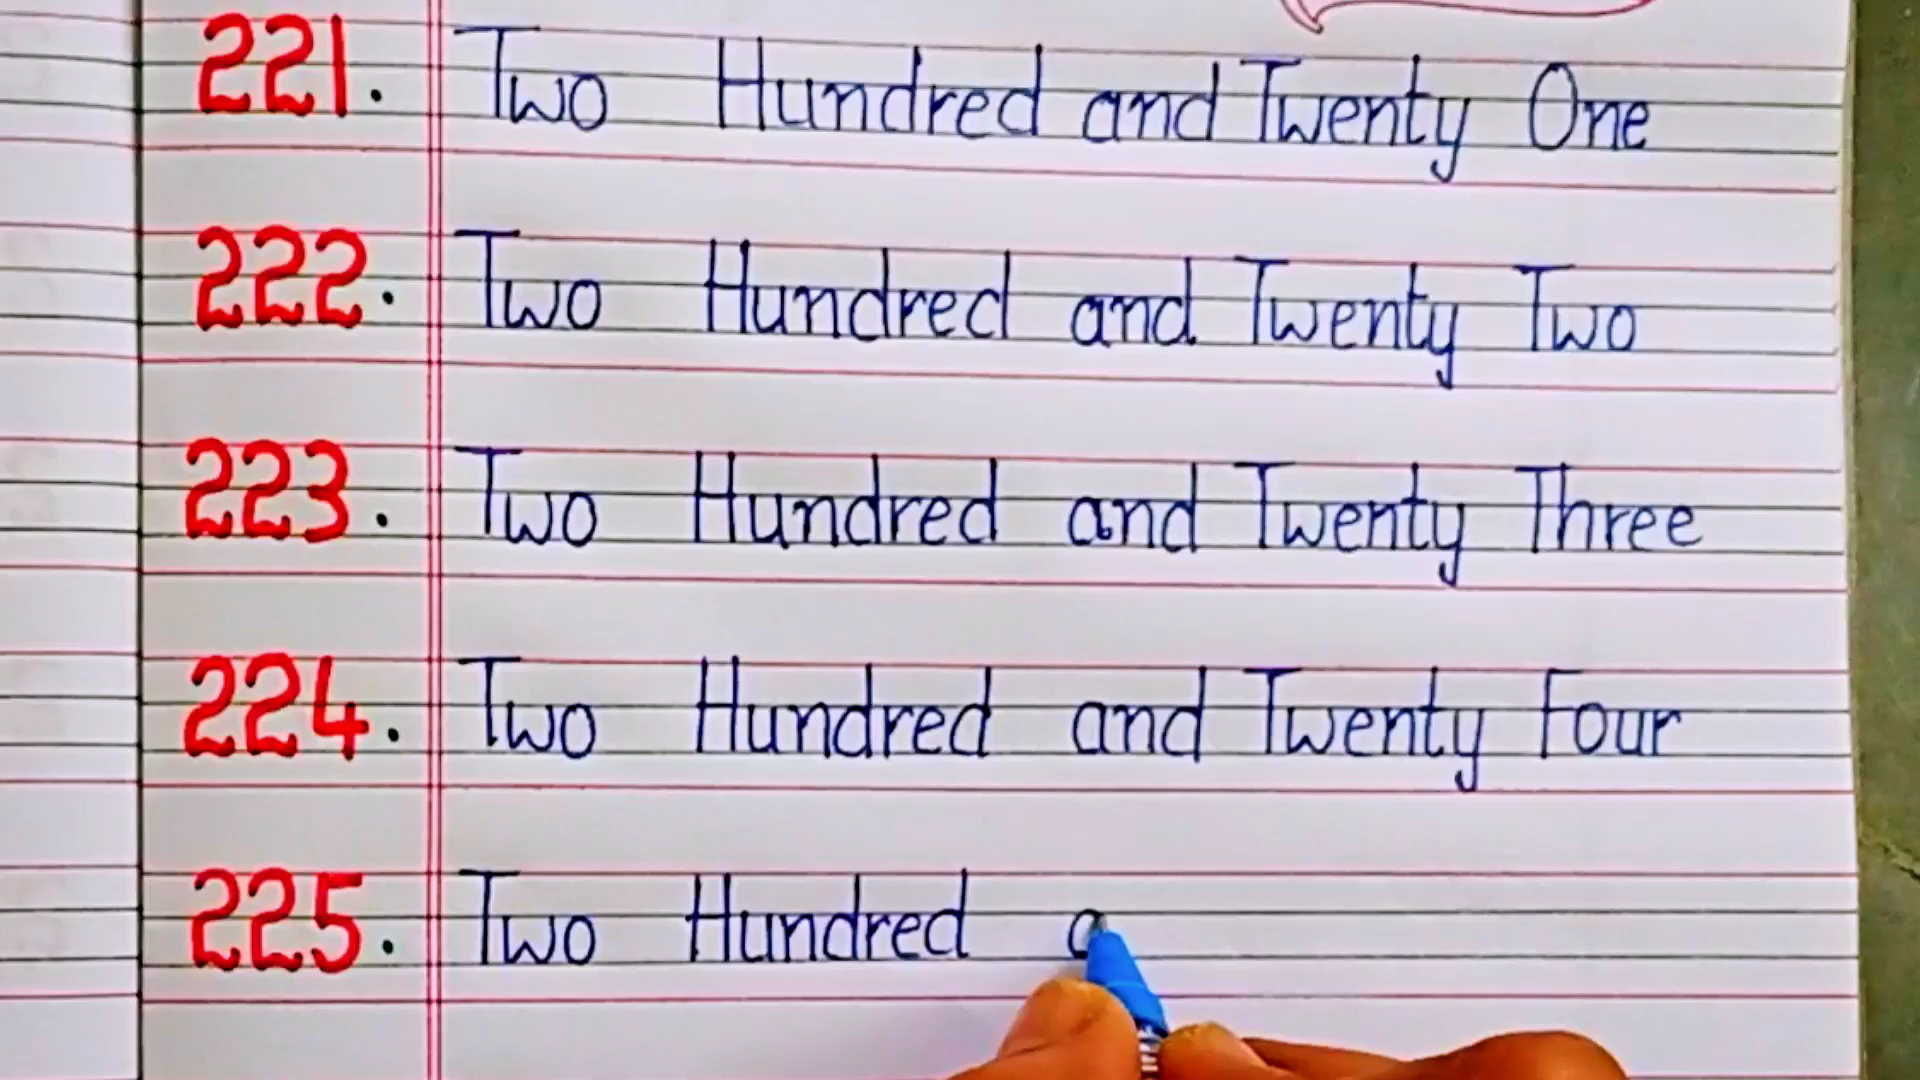 221. Two Hundred and Twenty One
222. Two Hundred and Twenty Two
223. Two Hundred and Twenty Three
224. Two Hundred and Twenty Four
225. Two Hundred a